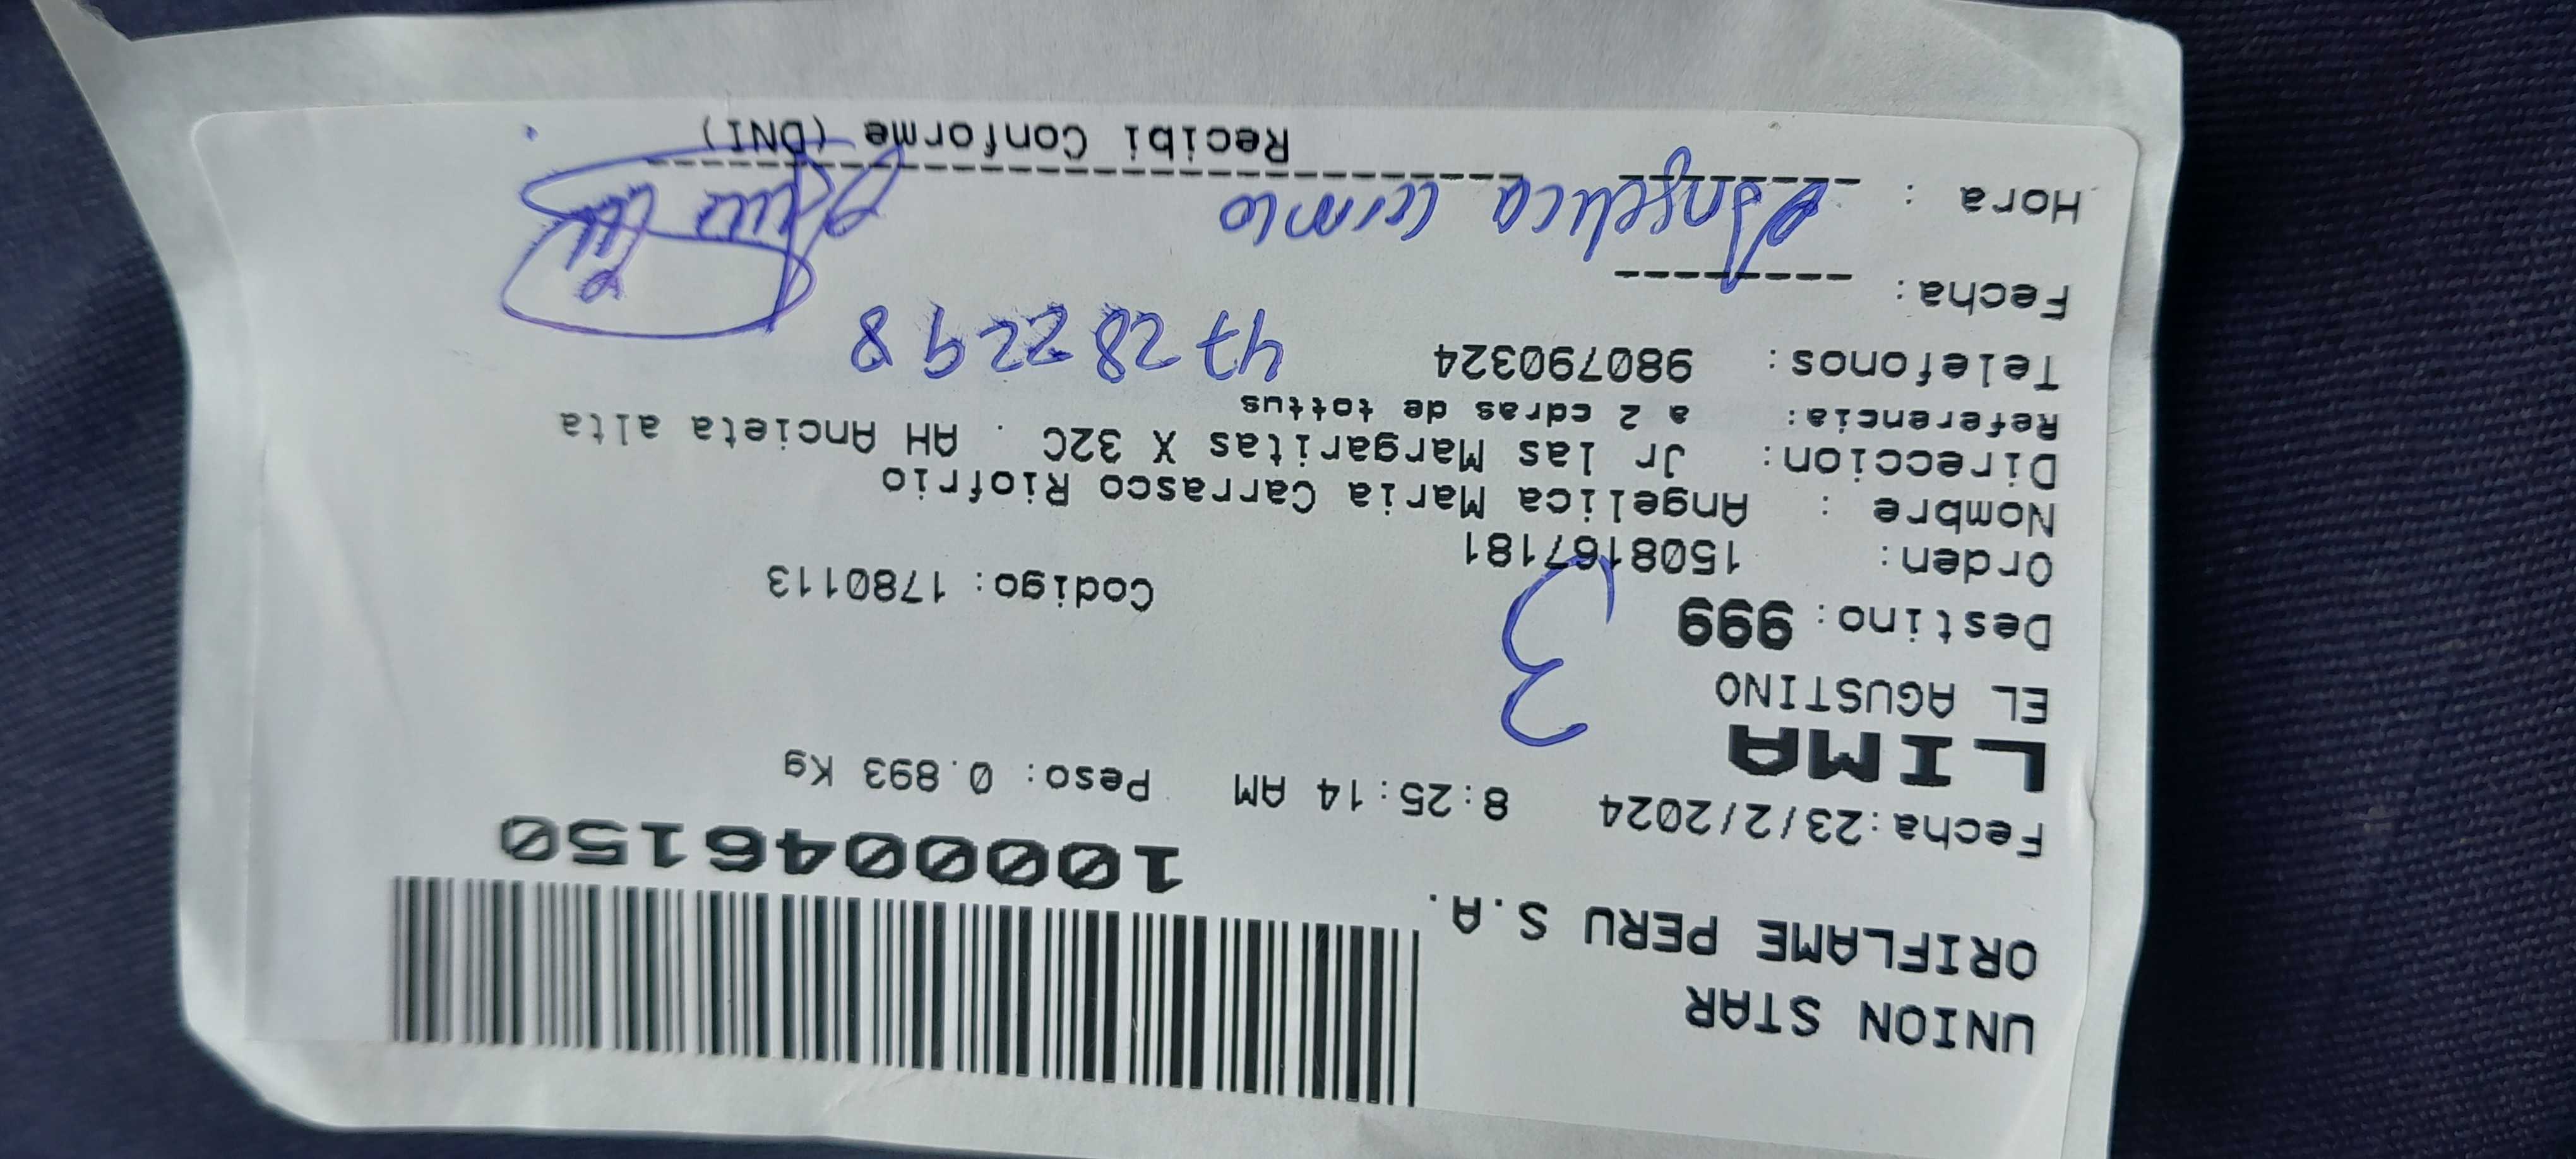 UNION STAR
ORIFLAME PERU S.A.
1000046150
Fecha:23/2/2024 8:25:14 AM Peso: 0.893 Kg
LIMA
EL AGUSTINO
3
Destino: 999
Codigo: 1780113
Orden: 1508167181
Nombre : Angelica Maria Carrasco Riofrio
Direccion: Jr las Margaritas X 32C . AH Ancieta alta
Referencia: a 2 cdras de tottus
Telefonos: 980790324
47282298
Fecha:
Angelica
Hora :
Recibi Conforme (DNI)